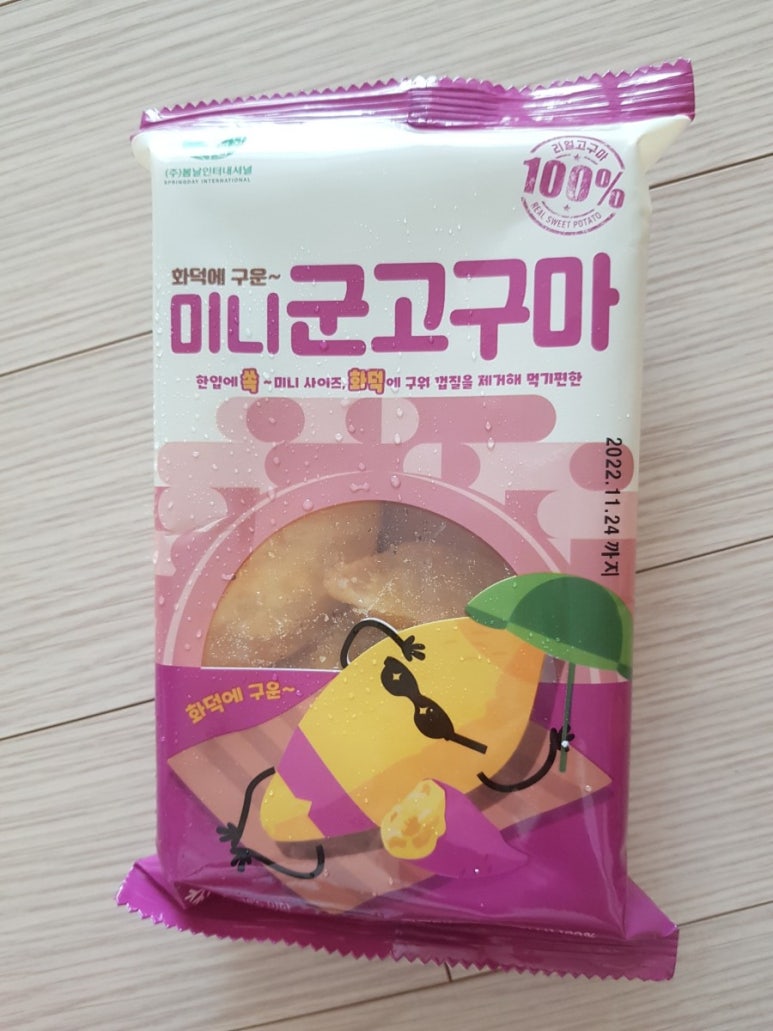 (주)봄날인터내셔널
SPRINGDAY INTERNATIONAL
리얼고구마
100%
REAL SWEET POTATO
화덕에 구운~
미니 군고구마
한입에 쏙~미니 사이즈, 화덕에 구워 껍질을 제거해 먹기편한
2022.11.24 까지
화덕에 구운~
100%